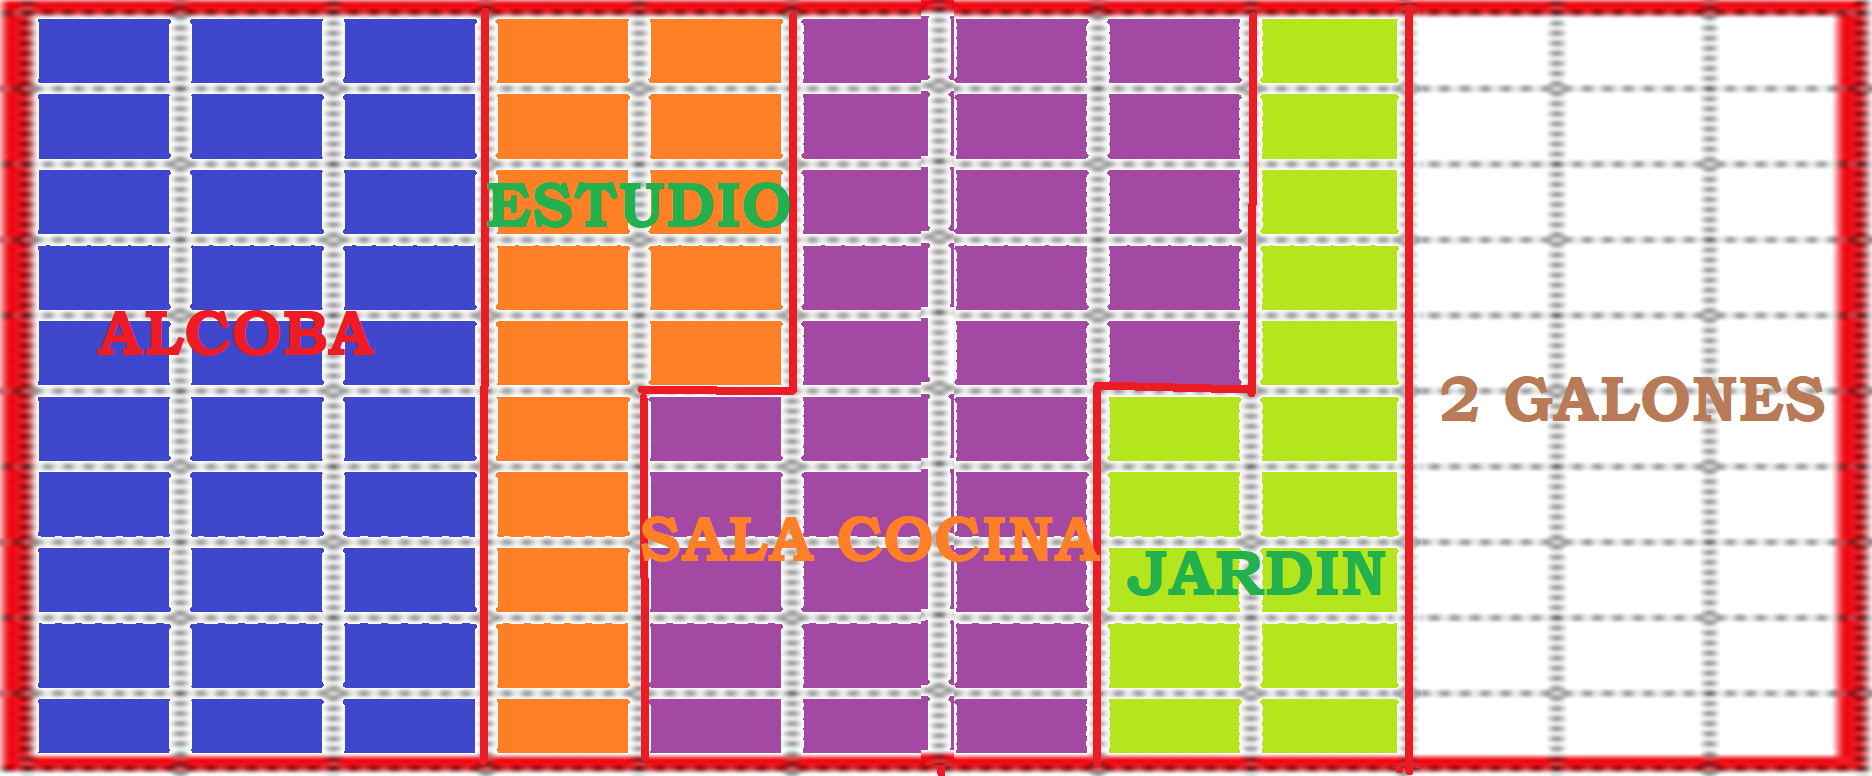 ESTUDIO
ALCOBA
2 GALONES
SALA COCINA
JARDIN